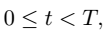 0 ≤ t < T,